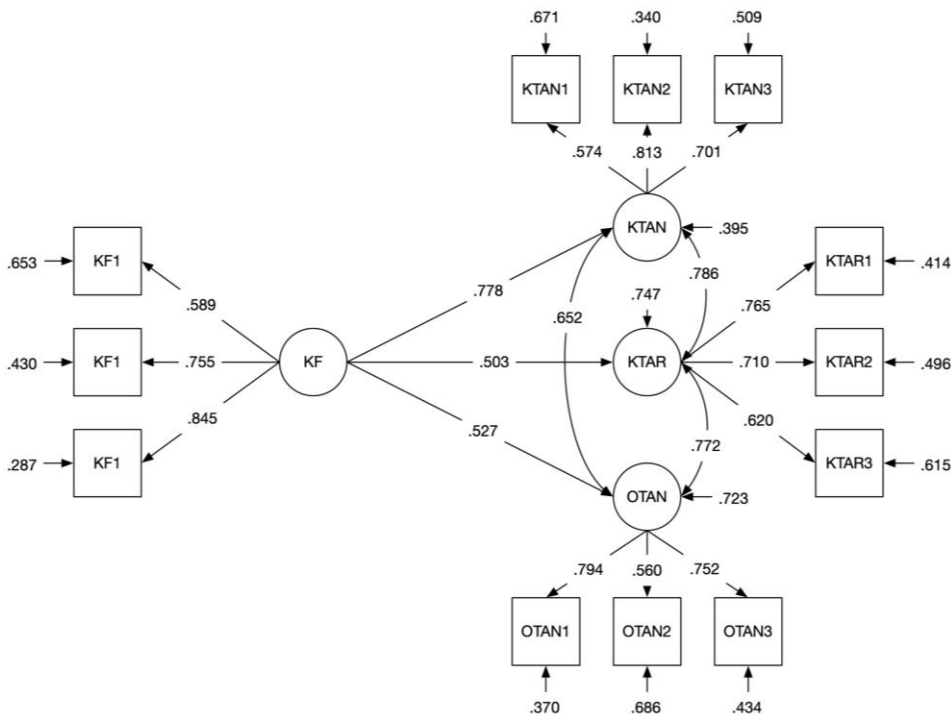 .671 .340 .509
KTAN1 KTAN2 KTAN3
.574 .813 .701
KTAN .395
.653 KF1 KTAR1 .414
.778 .786
.589 .747 .765
.652
.430 KF1 .755 KF .503 KTAR .710 KTAR2 .496
.845 .620
.527 .772
.287 KF1 KTAR3 .615
OTAN .723
.794 .560 .752
OTAN1 OTAN2 OTAN3
.370 .686 .434